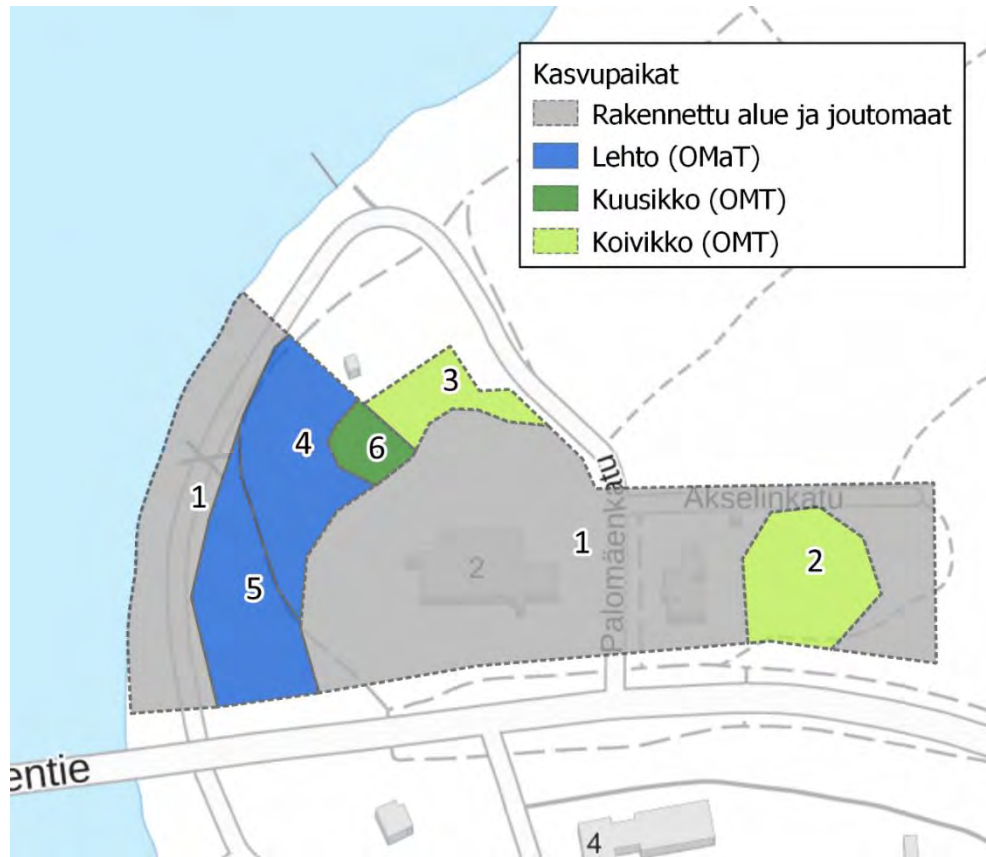 Kasvupaikat
Rakennettu alue ja joutomaat
Lehto (OMaT)
Kuusikko (OMT)
Koivikko (OMT)
3
4
6
1
Akselinkatu
Palomäenkatu
1
2
2
5
entie
4